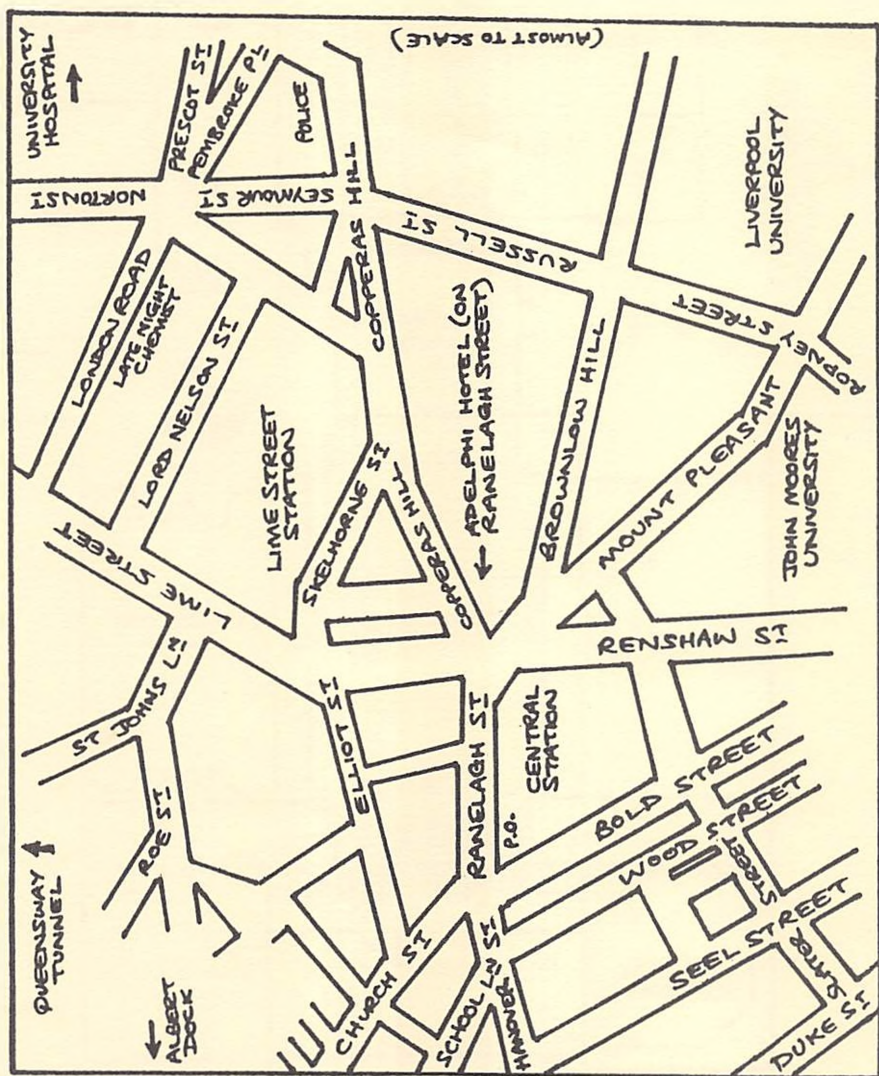 (ALMOST TO SCALE)
UNIVERSITY
HOSPITAL
PRESCOT ST
PEMBROKE PL
POLICE
NORTON ST
SEYMOUR ST
COPPERAS HILL
RUSSELL ST
LIVERPOOL
UNIVERSITY
LONDON ROAD
LATE NIGHT
CHEMIST
LORD NELSON ST
LIME STREET
STATION
ADELPHI HOTEL (ON
RANELAGH STREET)
BROWNLOW HILL
STREET
RODNEY
MOUNT PLEASANT
JOHN MOORES
UNIVERSITY
LIME STREET
SKELHORNE ST
COPPERAS HILL
COPPERAS
RENSHAW ST
ST JOHNS LN
LIME
ELLIOT ST
RANELAGH ST
CENTRAL
STATION
ROE ST
RANELAGH ST
P.O.
BOLD STREET
WOOD STREET
STREET
SEEL STREET
SLATER
DUKE ST
QUEENSWAY
TUNNEL
ALBERT
DOCK
CHURCH ST
SCHOOL LN
HANOVER ST